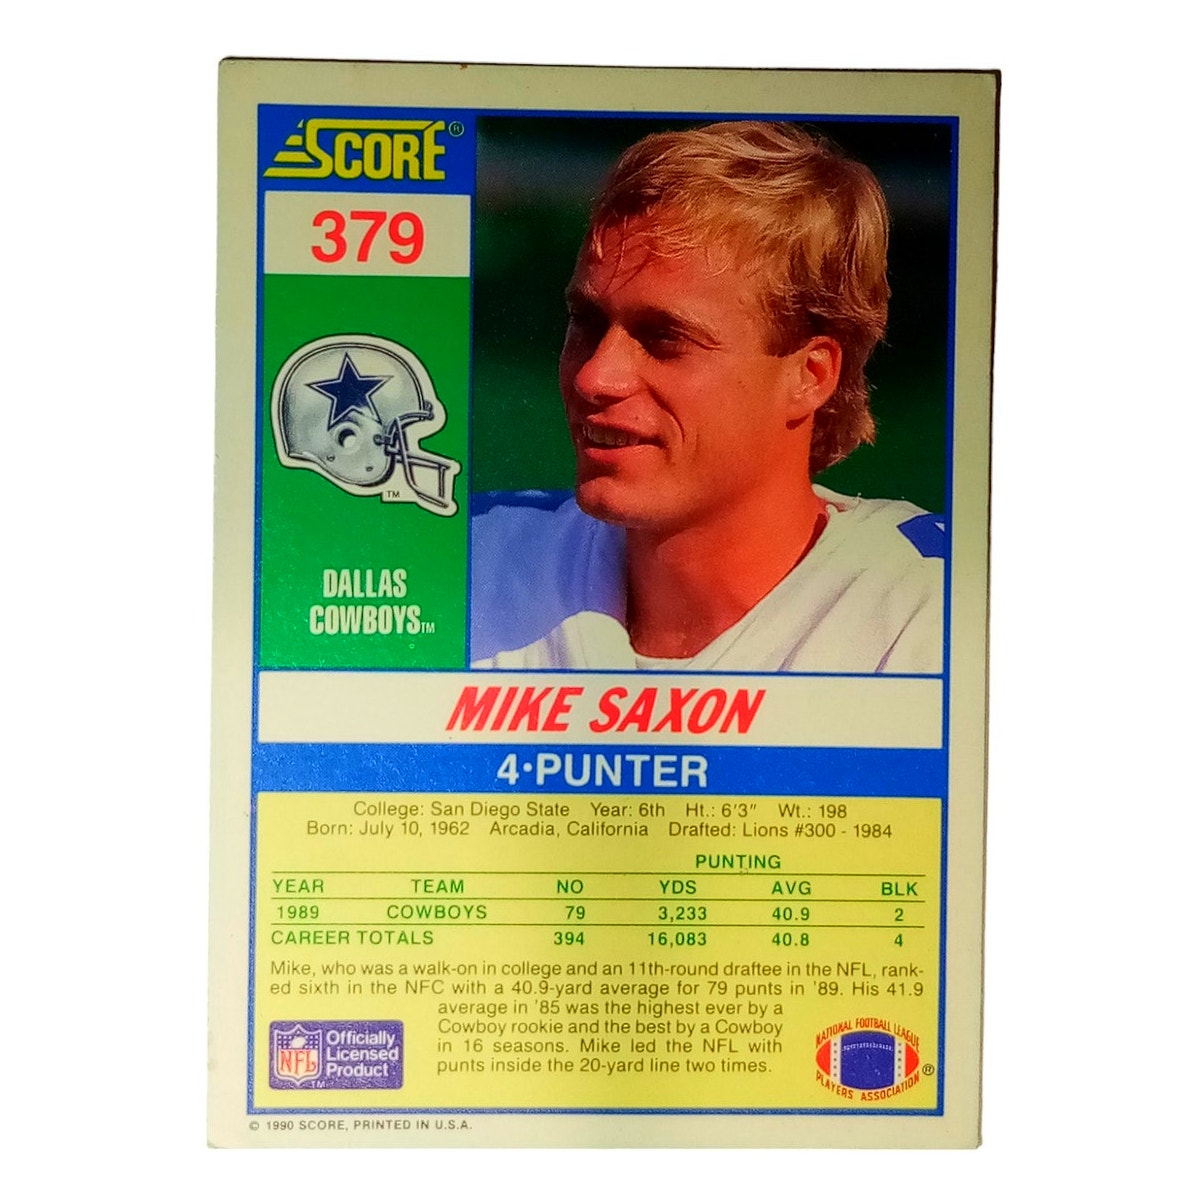 SCORE®
379
TM
DALLAS
COWBOYS™
MIKE SAXON
4·PUNTER
College: San Diego State Year: 6th Ht.: 6'3" Wt.: 198
Born: July 10, 1962 Arcadia, California Drafted: Lions #300 - 1984
PUNTING
YEAR TEAM NO YDS AVG BLK
1989 COWBOYS 79 3,233 40.9 2
CAREER TOTALS 394 16,083 40.8 4
Mike, who was a walk-on in college and an 11th-round draftee in the NFL, rank-
ed sixth in the NFC with a 40.9-yard average for 79 punts in '89. His 41.9
average in '85 was the highest ever by a
Cowboy rookie and the best by a Cowboy
in 16 seasons. Mike led the NFL with
punts inside the 20-yard line two times.
NFL
Officially
Licensed
Product
TM
NATIONAL FOOTBALL LEAGUE
PLAYERS ASSOCIATION ®
© 1990 SCORE, PRINTED IN U.S.A.